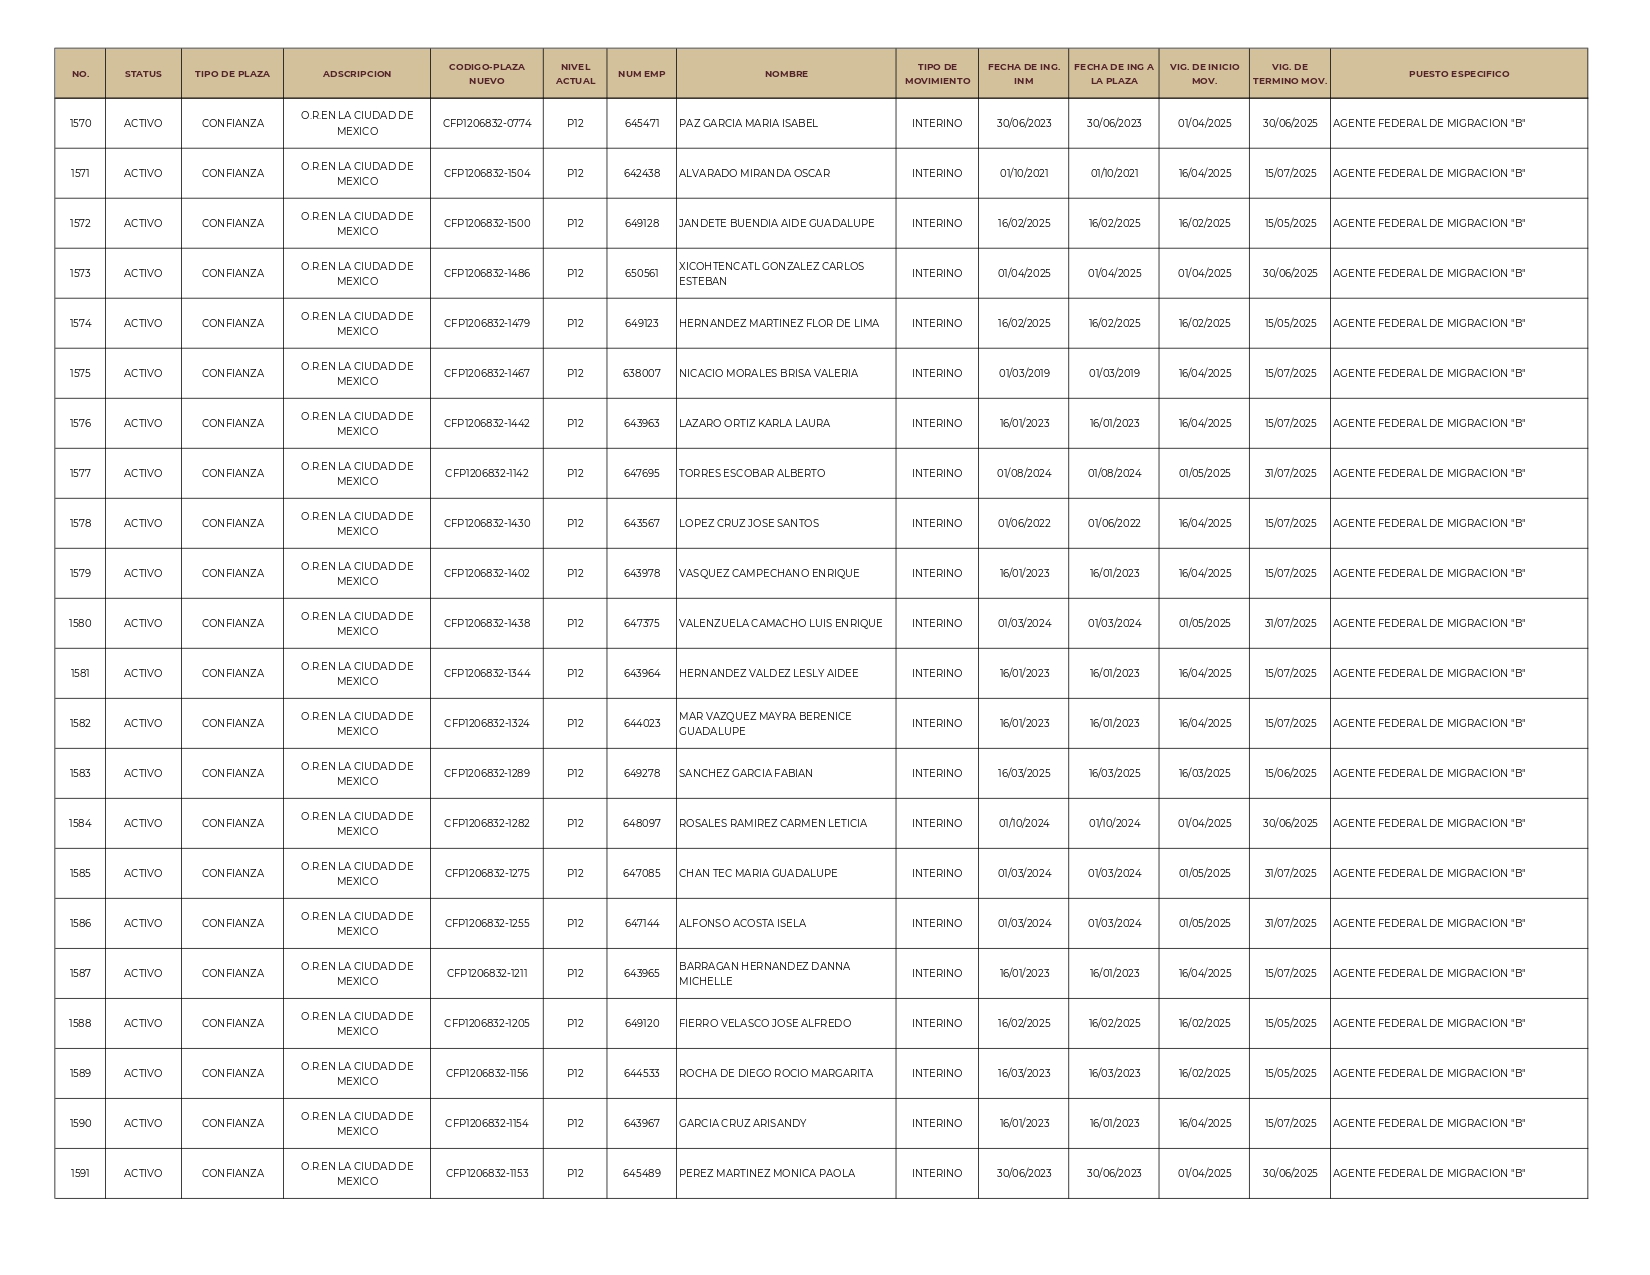 NO. STATUS TIPO DE PLAZA ADSCRIPCION CODIGO-PLAZA NUEVO NIVEL ACTUAL NUM EMP NOMBRE TIPO DE MOVIMIENTO FECHA DE ING. INM FECHA DE ING A LA PLAZA VIG. DE INICIO MOV. VIG. DE TERMINO MOV. PUESTO ESPECIFICO
1570 ACTIVO CONFIANZA O.R.EN LA CIUDAD DE MEXICO CFP1206832-0774 P12 645471 PAZ GARCIA MARIA ISABEL INTERINO 30/06/2023 30/06/2023 01/04/2025 30/06/2025 AGENTE FEDERAL DE MIGRACION "B"
1571 ACTIVO CONFIANZA O.R.EN LA CIUDAD DE MEXICO CFP1206832-1504 P12 642438 ALVARADO MIRANDA OSCAR INTERINO 01/10/2021 01/10/2021 16/04/2025 15/07/2025 AGENTE FEDERAL DE MIGRACION "B"
1572 ACTIVO CONFIANZA O.R.EN LA CIUDAD DE MEXICO CFP1206832-1500 P12 649128 JANDETE BUENDIA AIDE GUADALUPE INTERINO 16/02/2025 16/02/2025 16/02/2025 15/05/2025 AGENTE FEDERAL DE MIGRACION "B"
1573 ACTIVO CONFIANZA O.R.EN LA CIUDAD DE MEXICO CFP1206832-1486 P12 650561 XICOHTENCATL GONZALEZ CARLOS ESTEBAN INTERINO 01/04/2025 01/04/2025 01/04/2025 30/06/2025 AGENTE FEDERAL DE MIGRACION "B"
1574 ACTIVO CONFIANZA O.R.EN LA CIUDAD DE MEXICO CFP1206832-1479 P12 649123 HERNANDEZ MARTINEZ FLOR DE LIMA INTERINO 16/02/2025 16/02/2025 16/02/2025 15/05/2025 AGENTE FEDERAL DE MIGRACION "B"
1575 ACTIVO CONFIANZA O.R.EN LA CIUDAD DE MEXICO CFP1206832-1467 P12 638007 NICACIO MORALES BRISA VALERIA INTERINO 01/03/2019 01/03/2019 16/04/2025 15/07/2025 AGENTE FEDERAL DE MIGRACION "B"
1576 ACTIVO CONFIANZA O.R.EN LA CIUDAD DE MEXICO CFP1206832-1442 P12 643963 LAZARO ORTIZ KARLA LAURA INTERINO 16/01/2023 16/01/2023 16/04/2025 15/07/2025 AGENTE FEDERAL DE MIGRACION "B"
1577 ACTIVO CONFIANZA O.R.EN LA CIUDAD DE MEXICO CFP1206832-1142 P12 647695 TORRES ESCOBAR ALBERTO INTERINO 01/08/2024 01/08/2024 01/05/2025 31/07/2025 AGENTE FEDERAL DE MIGRACION "B"
1578 ACTIVO CONFIANZA O.R.EN LA CIUDAD DE MEXICO CFP1206832-1430 P12 643567 LOPEZ CRUZ JOSE SANTOS INTERINO 01/06/2022 01/06/2022 16/04/2025 15/07/2025 AGENTE FEDERAL DE MIGRACION "B"
1579 ACTIVO CONFIANZA O.R.EN LA CIUDAD DE MEXICO CFP1206832-1402 P12 643978 VASQUEZ CAMPECHANO ENRIQUE INTERINO 16/01/2023 16/01/2023 16/04/2025 15/07/2025 AGENTE FEDERAL DE MIGRACION "B"
1580 ACTIVO CONFIANZA O.R.EN LA CIUDAD DE MEXICO CFP1206832-1438 P12 647375 VALENZUELA CAMACHO LUIS ENRIQUE INTERINO 01/03/2024 01/03/2024 01/05/2025 31/07/2025 AGENTE FEDERAL DE MIGRACION "B"
1581 ACTIVO CONFIANZA O.R.EN LA CIUDAD DE MEXICO CFP1206832-1344 P12 643964 HERNANDEZ VALDEZ LESLY AIDEE INTERINO 16/01/2023 16/01/2023 16/04/2025 15/07/2025 AGENTE FEDERAL DE MIGRACION "B"
1582 ACTIVO CONFIANZA O.R.EN LA CIUDAD DE MEXICO CFP1206832-1324 P12 644023 MAR VAZQUEZ MAYRA BERENICE GUADALUPE INTERINO 16/01/2023 16/01/2023 16/04/2025 15/07/2025 AGENTE FEDERAL DE MIGRACION "B"
1583 ACTIVO CONFIANZA O.R.EN LA CIUDAD DE MEXICO CFP1206832-1289 P12 649278 SANCHEZ GARCIA FABIAN INTERINO 16/03/2025 16/03/2025 16/03/2025 15/06/2025 AGENTE FEDERAL DE MIGRACION "B"
1584 ACTIVO CONFIANZA O.R.EN LA CIUDAD DE MEXICO CFP1206832-1282 P12 648097 ROSALES RAMIREZ CARMEN LETICIA INTERINO 01/10/2024 01/10/2024 01/04/2025 30/06/2025 AGENTE FEDERAL DE MIGRACION "B"
1585 ACTIVO CONFIANZA O.R.EN LA CIUDAD DE MEXICO CFP1206832-1275 P12 647085 CHAN TEC MARIA GUADALUPE INTERINO 01/03/2024 01/03/2024 01/05/2025 31/07/2025 AGENTE FEDERAL DE MIGRACION "B"
1586 ACTIVO CONFIANZA O.R.EN LA CIUDAD DE MEXICO CFP1206832-1255 P12 647144 ALFONSO ACOSTA ISELA INTERINO 01/03/2024 01/03/2024 01/05/2025 31/07/2025 AGENTE FEDERAL DE MIGRACION "B"
1587 ACTIVO CONFIANZA O.R.EN LA CIUDAD DE MEXICO CFP1206832-1211 P12 643965 BARRAGAN HERNANDEZ DANNA MICHELLE INTERINO 16/01/2023 16/01/2023 16/04/2025 15/07/2025 AGENTE FEDERAL DE MIGRACION "B"
1588 ACTIVO CONFIANZA O.R.EN LA CIUDAD DE MEXICO CFP1206832-1205 P12 649120 FIERRO VELASCO JOSE ALFREDO INTERINO 16/02/2025 16/02/2025 16/02/2025 15/05/2025 AGENTE FEDERAL DE MIGRACION "B"
1589 ACTIVO CONFIANZA O.R.EN LA CIUDAD DE MEXICO CFP1206832-1156 P12 644533 ROCHA DE DIEGO ROCIO MARGARITA INTERINO 16/03/2023 16/03/2023 16/02/2025 15/05/2025 AGENTE FEDERAL DE MIGRACION "B"
1590 ACTIVO CONFIANZA O.R.EN LA CIUDAD DE MEXICO CFP1206832-1154 P12 643967 GARCIA CRUZ ARISANDY INTERINO 16/01/2023 16/01/2023 16/04/2025 15/07/2025 AGENTE FEDERAL DE MIGRACION "B"
1591 ACTIVO CONFIANZA O.R.EN LA CIUDAD DE MEXICO CFP1206832-1153 P12 645489 PEREZ MARTINEZ MONICA PAOLA INTERINO 30/06/2023 30/06/2023 01/04/2025 30/06/2025 AGENTE FEDERAL DE MIGRACION "B"